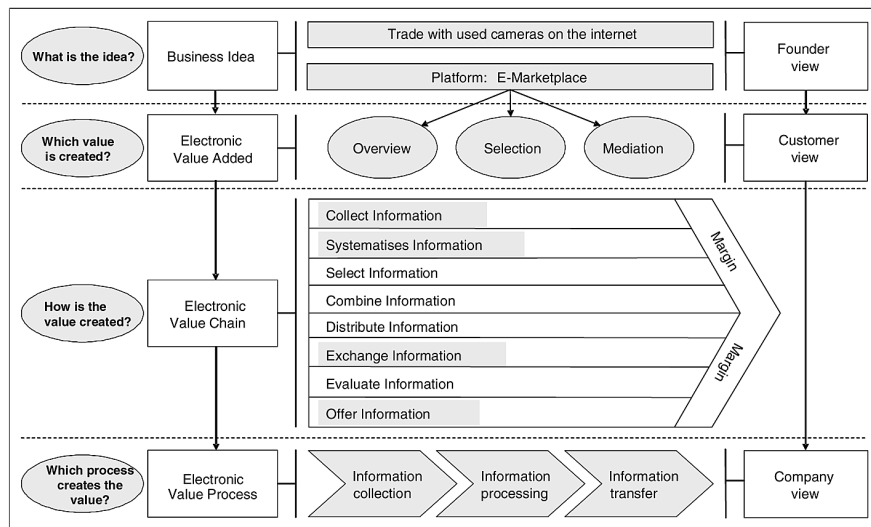 What is the idea?
Business Idea
Trade with used cameras on the internet
Platform: E-Marketplace
Founder
view
Which value
is created?
Electronic
Value Added
Overview
Selection
Mediation
Customer
view
How is the
value created?
Electronic
Value Chain
Collect Information
Systematises Information
Select Information
Combine Information
Distribute Information
Exchange Information
Evaluate Information
Offer Information
Margin
Margin
Which process
creates the
value?
Electronic
Value Process
Information
collection
Information
processing
Information
transfer
Company
view